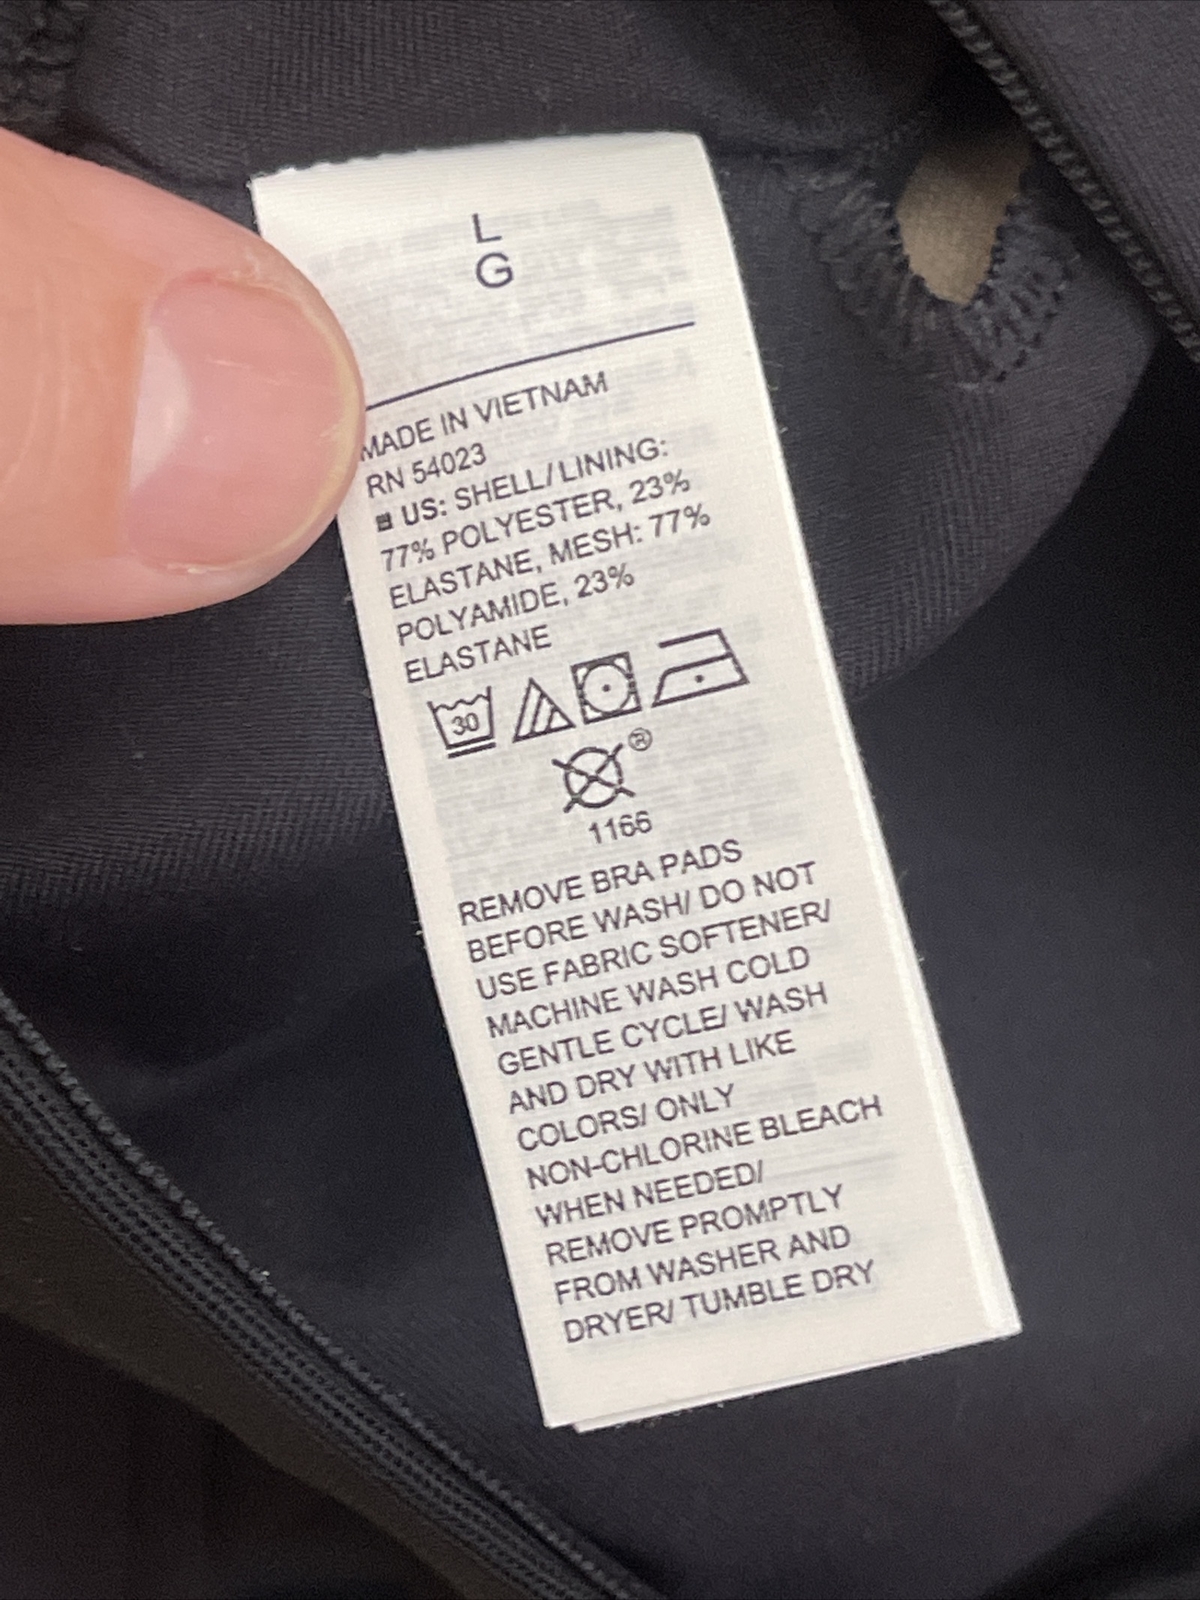 L
G
MADE IN VIETNAM
RN 54023
US: SHELL/LINING:
77% POLYESTER, 23%
ELASTANE, MESH: 77%
POLYAMIDE, 23%
ELASTANE
30
®
1166
REMOVE BRA PADS
BEFORE WASH/ DO NOT
USE FABRIC SOFTENER/
MACHINE WASH COLD
GENTLE CYCLE/ WASH
AND DRY WITH LIKE
COLORS/ ONLY
NON-CHLORINE BLEACH
WHEN NEEDED/
REMOVE PROMPTLY
FROM WASHER AND
DRYER/ TUMBLE DRY